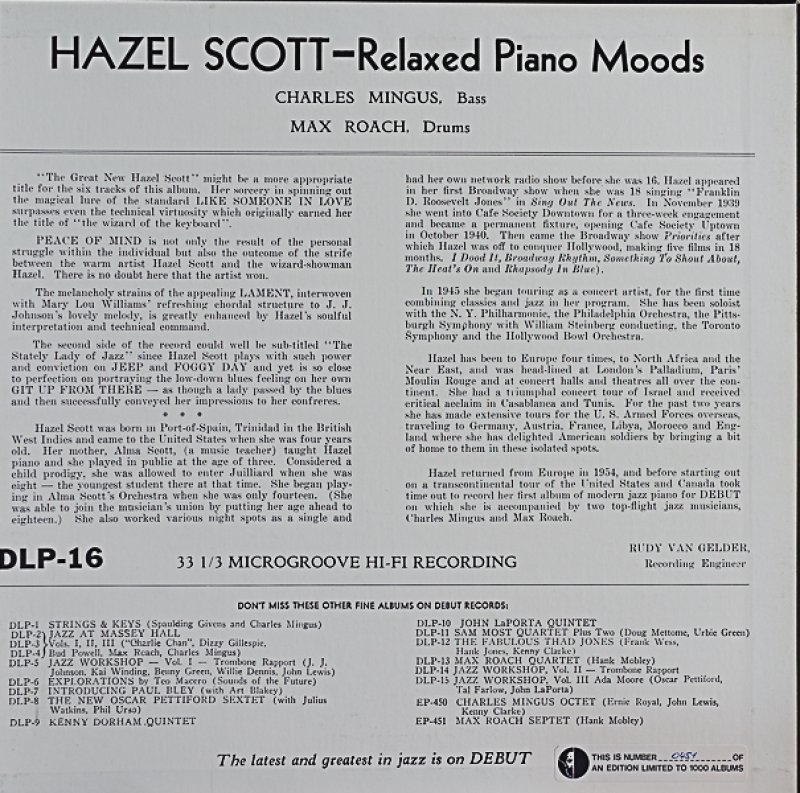 HAZEL SCOTT—Relaxed Piano Moods
CHARLES MINGUS, Bass
MAX ROACH, Drums
"The Great New Hazel Scott" might be a more appropriate
title for the six tracks of this album. Her sorcery in spinning out
the magical lure of the standard LIKE SOMEONE IN LOVE
surpasses even the technical virtuosity which originally earned her
the title of "the wizard of the keyboard".
PEACE OF MIND is not only the result of the personal
struggle within the individual but also the outcome of the strife
between the warm artist Hazel Scott and the wizard-showman
Hazel. There is no doubt here that the artist won.
The melancholy strains of the appealing LAMENT, interwoven
with Mary Lou Williams' refreshing chordal structure to J. J.
Johnson's lovely melody, is greatly enhanced by Hazel's soulful
interpretation and technical command.
The second side of the record could well be sub-titled "The
Stately Lady of Jazz" since Hazel Scott plays with such power
and conviction on JEEP and FOGGY DAY and yet is so close
to perfection on portraying the low-down blues feeling on her own
GIT UP FROM THERE — as though a lady passed by the blues
and then successfully conveyed her impressions to her confreres.
* * *
Hazel Scott was born in Port-of-Spain, Trinidad in the British
West Indies and came to the United States when she was four years
old. Her mother, Alma Scott, (a music teacher) taught Hazel
piano and she played in public at the age of three. Considered a
child prodigy, she was allowed to enter Juilliard when she was
eight — the youngest student there at that time. She began play-
ing in Alma Scott's Orchestra when she was only fourteen. (She
was able to join the musician's union by putting her age ahead to
eighteen.) She also worked various night spots as a single and
had her own network radio show before she was 16. Hazel appeared
in her first Broadway show when she was 18 singing "Franklin
D. Roosevelt Jones" in Sing Out The News. In November 1939
she went into Cafe Society Downtown for a three-week engagement
and became a permanent fixture, opening Cafe Society Uptown
in October 1940. Then came the Broadway show Priorities after
which Hazel was off to conquer Hollywood, making five films in 18
months. I Dood It, Broadway Rhythm, Something To Shout About,
The Heat's On and Rhapsody In Blue).
In 1945 she began touring as a concert artist, for the first time
combining classics and jazz in her program. She has been soloist
with the N. Y. Philharmonic, the Philadelphia Orchestra, the Pitts-
burgh Symphony with William Steinberg conducting, the Toronto
Symphony and the Hollywood Bowl Orchestra.
Hazel has been to Europe four times, to North Africa and the
Near East, and was head-lined at London's Palladium, Paris'
Moulin Rouge and at concert halls and theatres all over the con-
tinent. She had a triumphal concert tour of Israel and received
critical acclaim in Casablanca and Tunis. For the past two years
she has made extensive tours for the U. S. Armed Forces overseas,
traveling to Germany, Austria, France, Libya, Morocco and Eng-
land where she has delighted American soldiers by bringing a bit
of home to them in these isolated spots.
Hazel returned from Europe in 1954, and before starting out
on a transcontinental tour of the United States and Canada took
time out to record her first album of modern jazz piano for DEBUT
on which she is accompanied by two top-flight jazz musicians,
Charles Mingus and Max Roach.
RUDY VAN GELDER,
Recording Engineer
DLP-16 33 1/3 MICROGROOVE HI-FI RECORDING
DON'T MISS THESE OTHER FINE ALBUMS ON DEBUT RECORDS:
DLP-1 STRINGS & KEYS (Spaulding Givens and Charles Mingus)
DLP-2 JAZZ AT MASSEY HALL
DLP-3 Vols. I, II, III ("Charlie Chan", Dizzy Gillespie,
DLP-4 Bud Powell, Max Roach, Charles Mingus)
DLP-5 JAZZ WORKSHOP — Vol. I — Trombone Rapport (J. J.
Johnson, Kai Winding, Benny Green, Willie Dennis, John Lewis)
DLP-6 EXPLORATIONS by Teo Macero (Sounds of the Future)
DLP-7 INTRODUCING PAUL BLEY (with Art Blakey)
DLP-8 THE NEW OSCAR PETTIFORD SEXTET (with Julius
Watkins, Phil Urso)
DLP-9 KENNY DORHAM QUINTET
DLP-10 JOHN LaPORTA QUINTET
DLP-11 SAM MOST QUARTET Plus Two (Doug Mettome, Urbie Green)
DLP-12 THE FABULOUS THAD JONES (Frank Wess,
Hank Jones, Kenny Clarke)
DLP-13 MAX ROACH QUARTET (Hank Mobley)
DLP-14 JAZZ WORKSHOP, Vol. II — Trombone Rapport
DLP-15 JAZZ WORKSHOP, Vol. III Ada Moore (Oscar Pettiford,
Tal Farlow, John LaPorta)
EP-450 CHARLES MINGUS OCTET (Ernie Royal, John Lewis,
Kenny Clarke)
EP-451 MAX ROACH SEPTET (Hank Mobley)
The latest and greatest in jazz is on DEBUT
THIS IS NUMBER OF
AN EDITION LIMITED TO 1000 ALBUMS